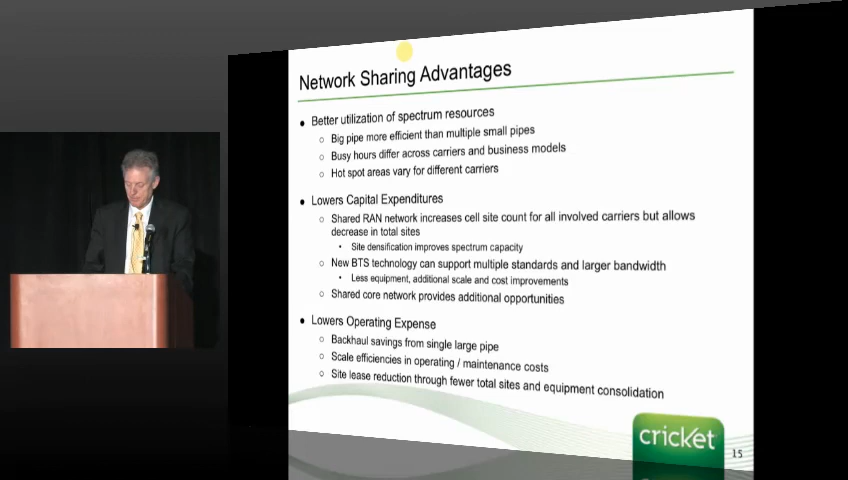 Network Sharing Advantages
● Better utilization of spectrum resources
○ Big pipe more efficient than multiple small pipes
○ Busy hours differ across carriers and business models
○ Hot spot areas vary for different carriers
● Lowers Capital Expenditures
○ Shared RAN network increases cell site count for all involved carriers but allows
decrease in total sites
• Site densification improves spectrum capacity
○ New BTS technology can support multiple standards and larger bandwidth
• Less equipment, additional scale and cost improvements
○ Shared core network provides additional opportunities
● Lowers Operating Expense
○ Backhaul savings from single large pipe
○ Scale efficiencies in operating / maintenance costs
○ Site lease reduction through fewer total sites and equipment consolidation
cricket
15